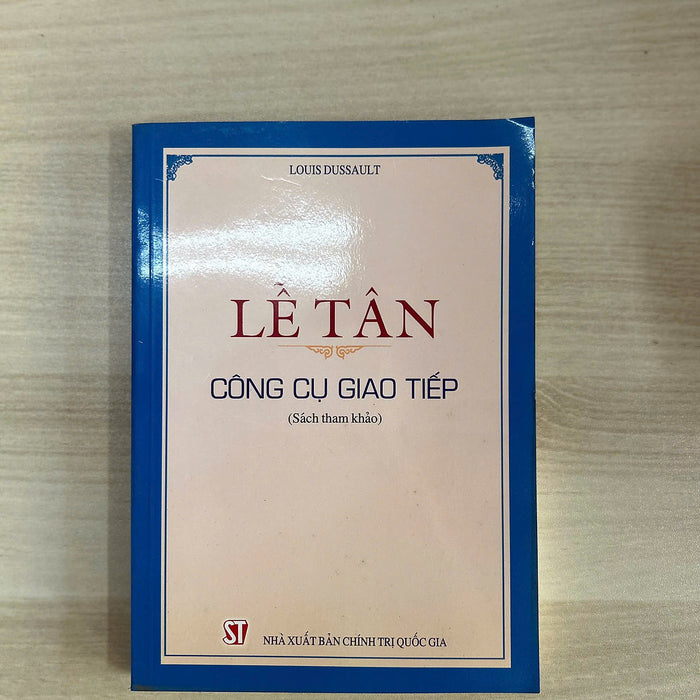 LOUIS DUSSAULT
LỄ TÂN
CÔNG CỤ GIAO TIẾP
(Sách tham khảo)
ST
NHÀ XUẤT BẢN CHÍNH TRỊ QUỐC GIA